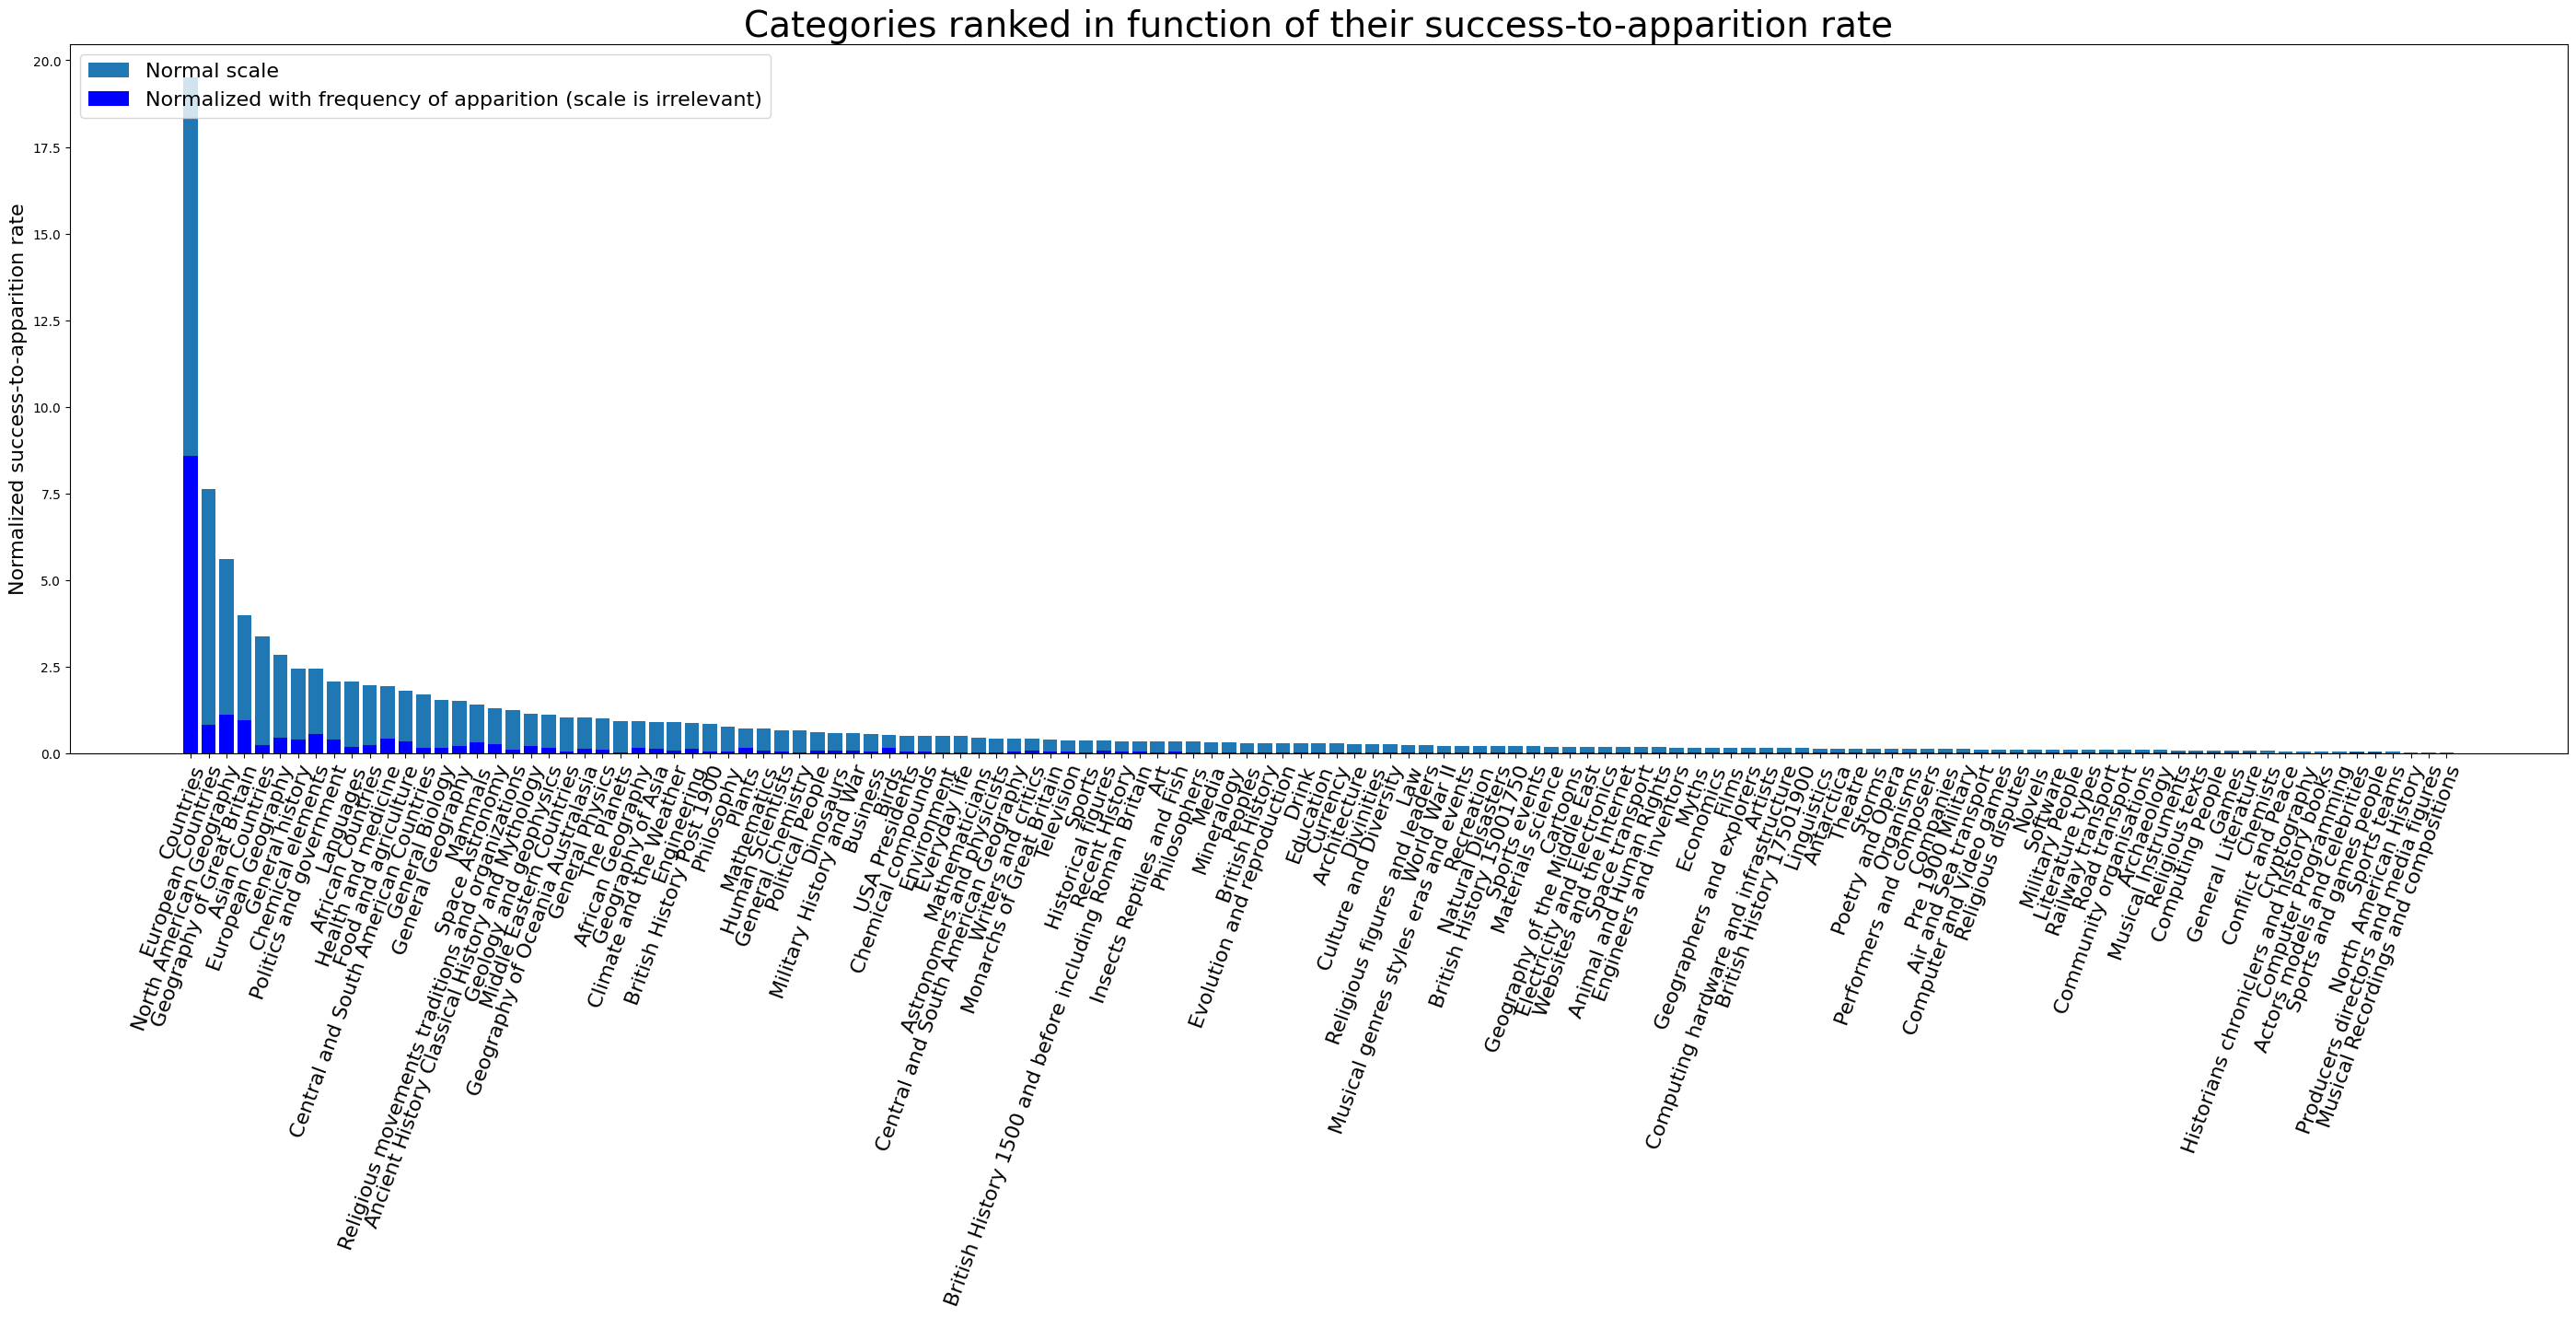 Categories ranked in function of their success-to-apparition rate
Normal scale
Normalized with frequency of apparition (scale is irrelevant)
Normalized success-to-apparition rate
20.0
17.5
15.0
12.5
10.0
7.5
5.0
2.5
0.0
Countries
European Countries
North American Geography
Geography of Great Britain
Asian Countries
European Geography
General history
Chemical elements
Politics and government
Languages
African Countries
Health and medicine
Food and agriculture
Central and South American Countries
General Biology
General Geography
Mammals
Space Astronomy
Religious movements traditions and organizations
Ancient History Classical History and Mythology
Geology and geophysics
Middle Eastern Countries
Geography of Oceania Australasia
General Physics
The Planets
African Geography
Geography of Asia
Climate and the Weather
Engineering
British History Post 1900
Philosophy
Plants
Mathematics
Human Scientists
General Chemistry
Political People
Dinosaurs
Military History and War
Business
Birds
USA Presidents
Chemical compounds
Environment
Everyday life
Mathematicians
Astronomers and physicists
Central and South American Geography
Writers and critics
Monarchs of Great Britain
Television
Sports
Historical figures
Recent History
British History 1500 and before including Roman Britain
Art
Insects Reptiles and Fish
Philosophers
Media
Mineralogy
Peoples
British History
Evolution and reproduction
Drink
Education
Currency
Architecture
Divinities
Culture and Diversity
Law
Religious figures and leaders
World War II
Musical genres styles eras and events
Recreation
Natural Disasters
British History 15001750
Sports events
Materials science
Cartoons
Geography of the Middle East
Electricity and Electronics
Websites and the Internet
Space transport
Animal and Human Rights
Engineers and inventors
Myths
Economics
Films
Geographers and explorers
Artists
Computing hardware and infrastructure
British History 17501900
Linguistics
Antarctica
Theatre
Storms
Poetry and Opera
Organisms
Performers and composers
Companies
Pre 1900 Military
Air and Sea transport
Computer and Video games
Religious disputes
Novels
Software
Military People
Literature types
Railway transport
Road transport
Community organisations
Archaeology
Musical Instruments
Religious texts
Computing People
Games
General Literature
Chemists
Conflict and Peace
Cryptography
Historians chroniclers and history books
Computer Programming
Actors models and celebrities
Sports and games people
Sports teams
North American History
Producers directors and media figures
Musical Recordings and compositions